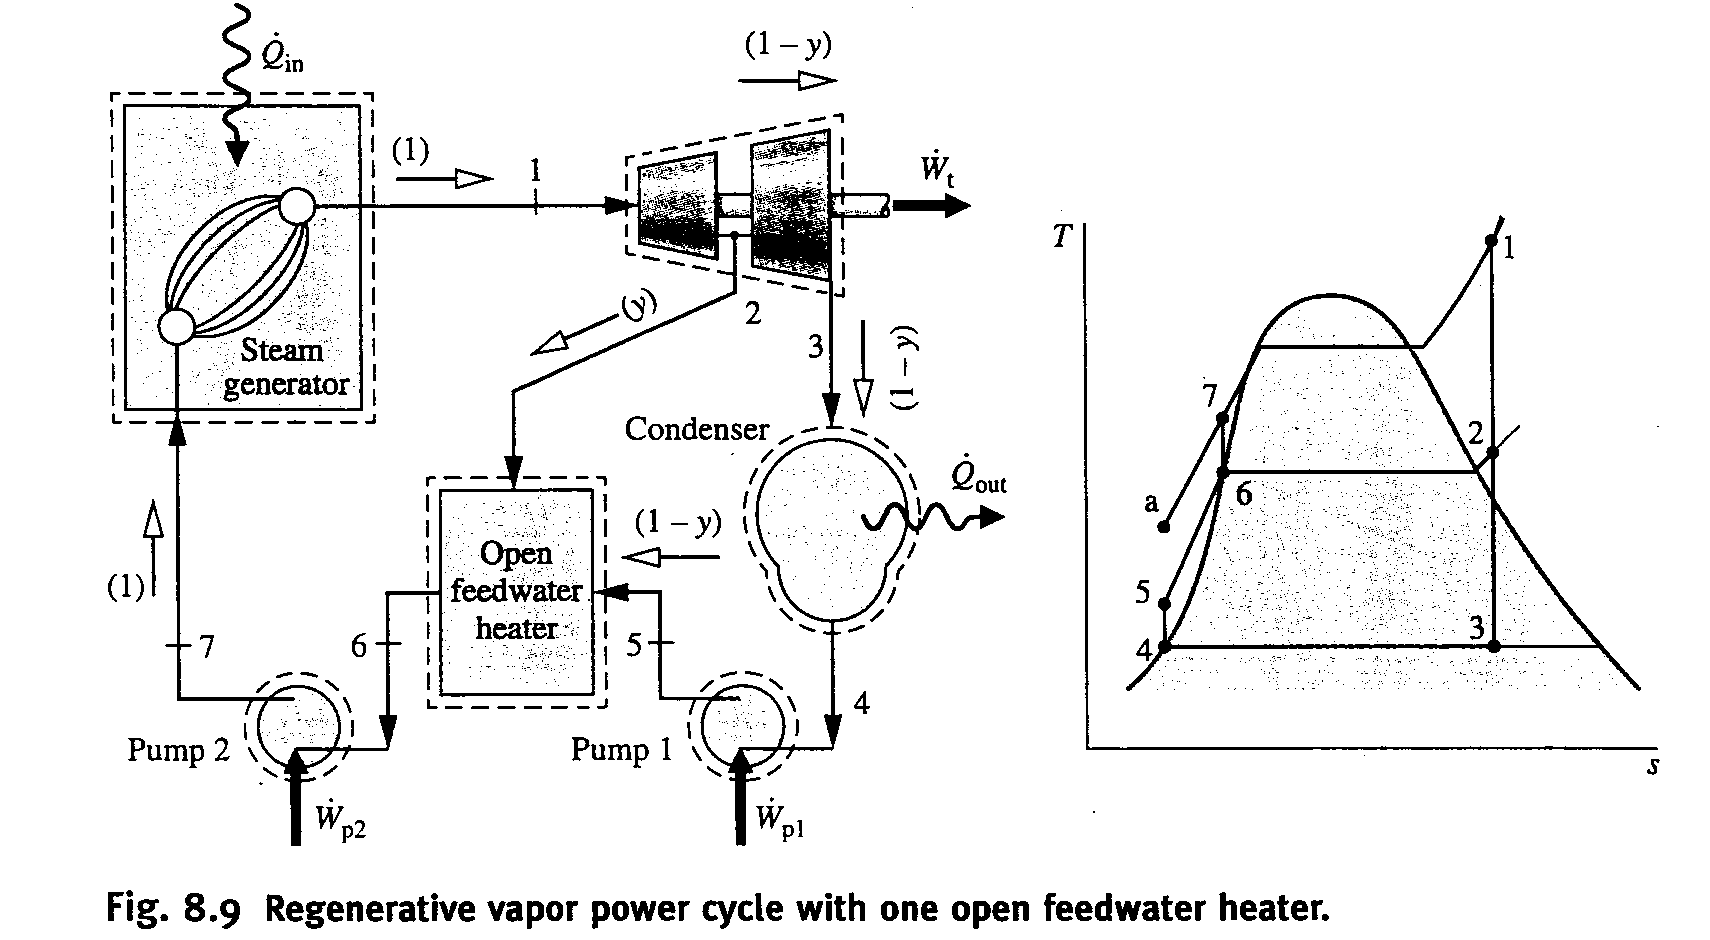 Q̇in
(1 – y)
(1)
1
Ẇt
(y)
2
3
(1 – y)
Steam
generator
Condenser
Q̇out
(1 – y)
Open
feedwater
heater
(1)
7
6
5
4
Pump 2
Pump 1
Ẇp2
Ẇp1
T
1
7
2
a
6
5
4
3
s
Fig. 8.9 Regenerative vapor power cycle with one open feedwater heater.